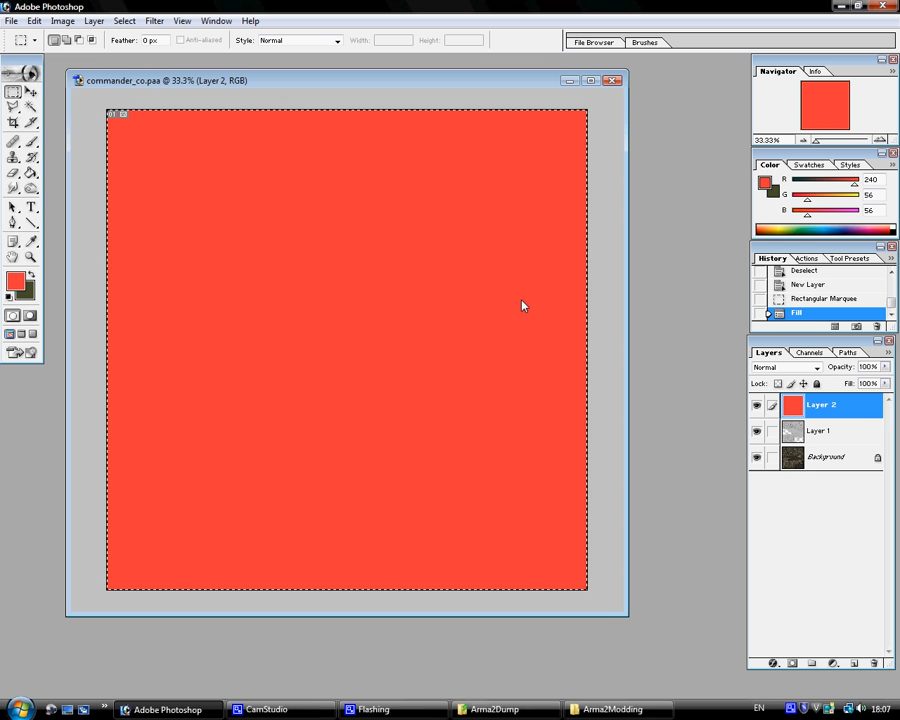 Adobe Photoshop
File Edit Image Layer Select Filter View Window Help
Feather: 0 px Anti-aliased Style: Normal Width: Height: File Browser Brushes
commander_co.paa @ 33.3% (Layer 2, RGB)
01
Navigator Info
33.33%
Color Swatches Styles
R 240
G 56
B 56
History Actions Tool Presets
Deselect
New Layer
Rectangular Marquee
Fill
Layers Channels Paths
Normal Opacity: 100%
Lock: Fill: 100%
Layer 2
Layer 1
Background
Adobe Photoshop CamStudio Flashing Arma2Dump Arma2Modding EN 18:07